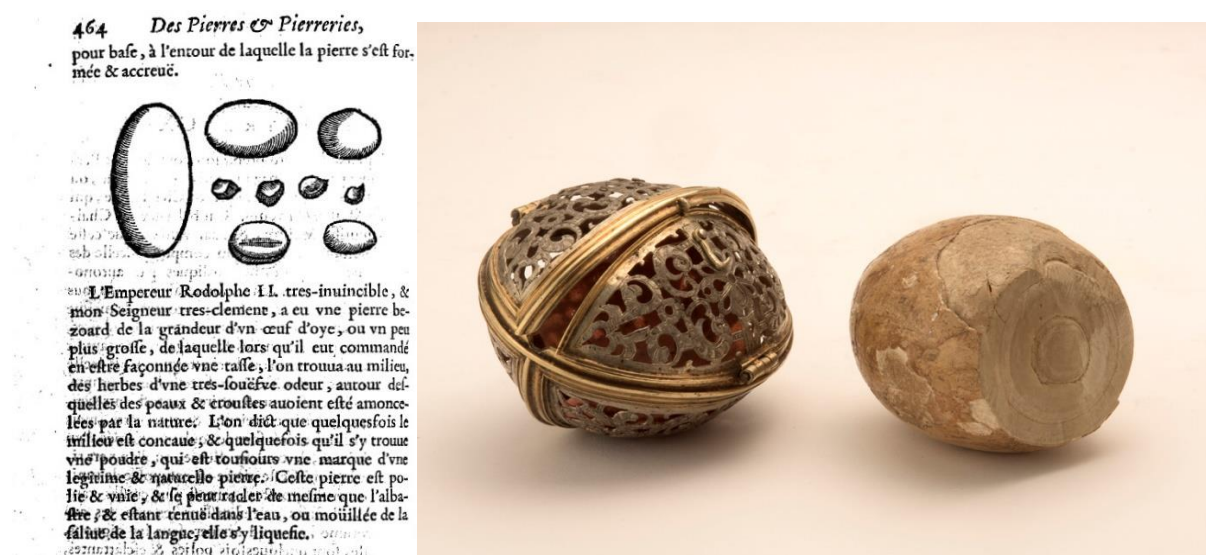 464 Des Pierres & Pierreries,
pour baſe, à l'entour de laquelle la pierre s'eſt for-
mée & accreuë.
L'Empereur Rodolphe II. tres-inuincible, &
mon Seigneur tres-clement, a eu vne pierre be-
zoard de la grandeur d'vn œuf d'oye, ou vn peu
plus groſſe, de laquelle lors qu'il eut commandé
en eſtre façonnée vne taſſe, l'on trouua au milieu,
des herbes d'vne tres-ſouëfue odeur, autour deſ-
quelles des peaux & crouſtes auoient eſté amonce-
lées par la nature. L'on dict que quelquesfois le
milieu eſt concaue, & quelquefois qu'il s'y trouue
vne poudre, qui eſt touſiours vne marque d'vne
legitime & naturelle pierre. Ceſte pierre eſt po-
lie & vnie, & ſe peut racler de meſme que l'alba-
ſtre, & eſtant tenuë dans l'eau, ou moüillée de la
ſaliue de la langue, elle s'y liquefie.